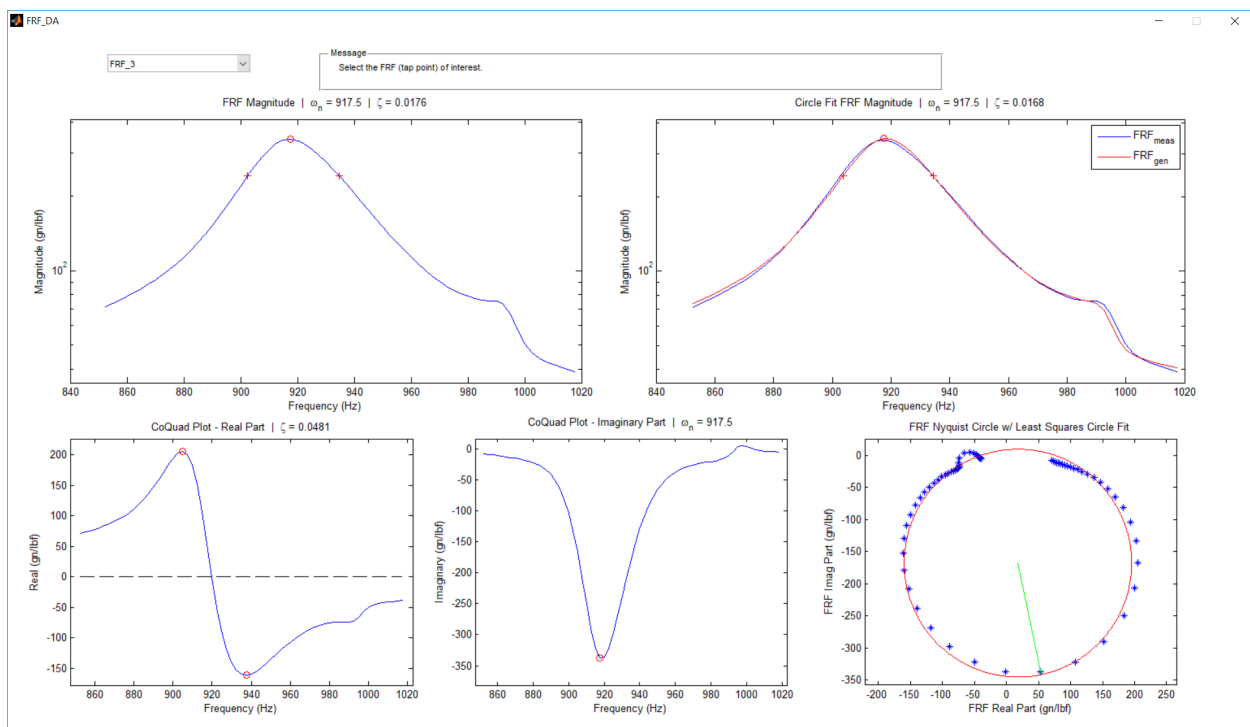 FRF_DA
FRF_3
Message
Select the FRF (tap point) of interest.
FRF Magnitude | ωn = 917.5 | ζ = 0.0176
Magnitude (gn/lbf)
10²
840 860 880 900 920 940 960 980 1000 1020
Frequency (Hz)
Circle Fit FRF Magnitude | ωn = 917.5 | ζ = 0.0168
FRFmeas
FRFgen
Magnitude (gn/lbf)
10²
840 860 880 900 920 940 960 980 1000 1020
Frequency (Hz)
CoQuad Plot - Real Part | ζ = 0.0481
Real (gn/lbf)
200
150
100
50
0
-50
-100
-150
860 880 900 920 940 960 980 1000 1020
Frequency (Hz)
CoQuad Plot - Imaginary Part | ωn = 917.5
Imaginary (gn/lbf)
0
-50
-100
-150
-200
-250
-300
-350
860 880 900 920 940 960 980 1000 1020
Frequency (Hz)
FRF Nyquist Circle w/ Least Squares Circle Fit
FRF Imag Part (gn/lbf)
0
-50
-100
-150
-200
-250
-300
-350
-200 -150 -100 -50 0 50 100 150 200 250
FRF Real Part (gn/lbf)